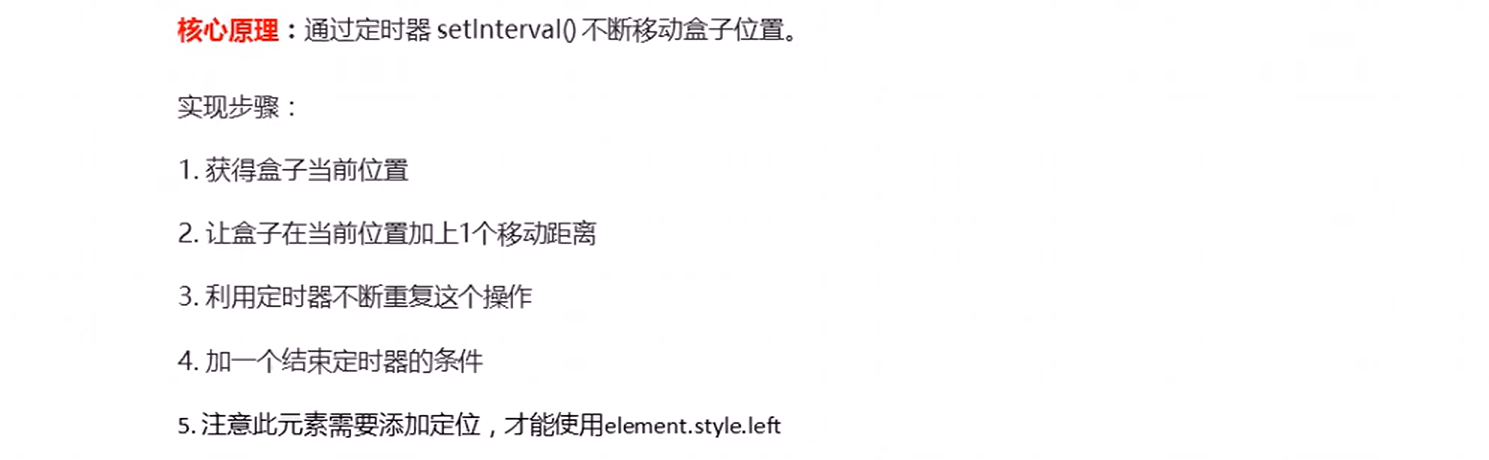 核心原理：通过定时器 setInterval() 不断移动盒子位置。
实现步骤：
1. 获得盒子当前位置
2. 让盒子在当前位置加上1个移动距离
3. 利用定时器不断重复这个操作
4. 加一个结束定时器的条件
5. 注意此元素需要添加定位，才能使用element.style.left